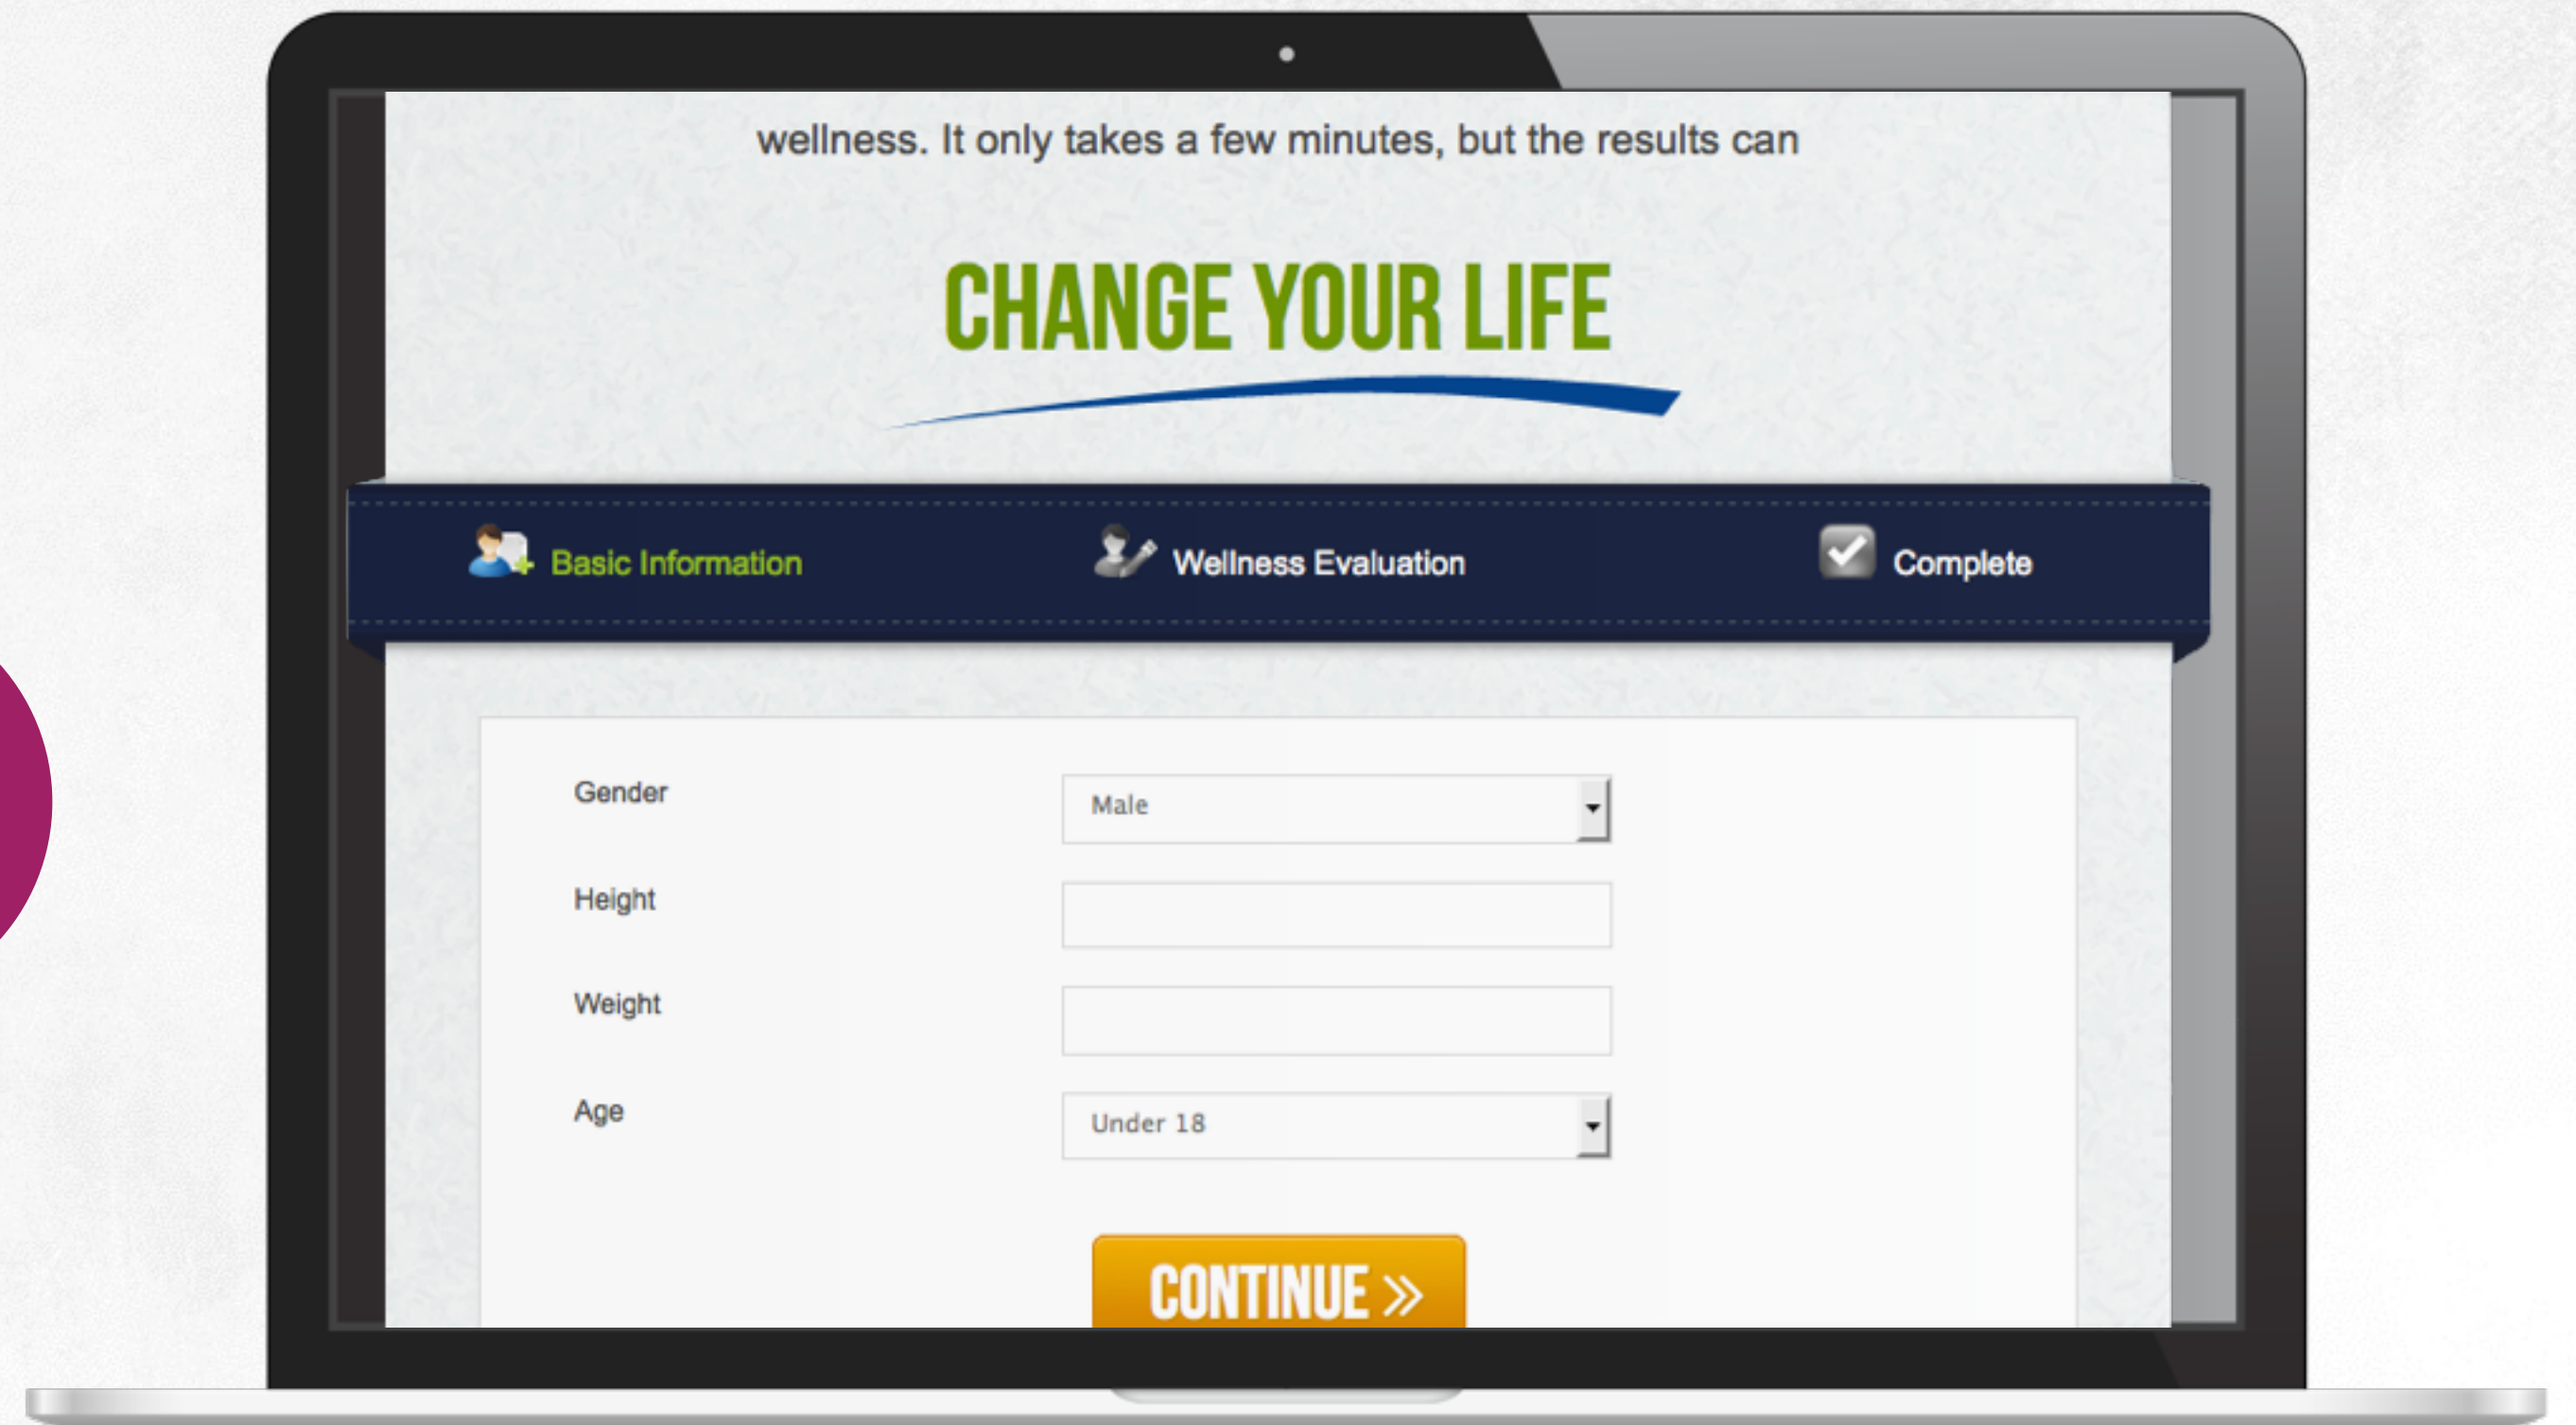 wellness. It only takes a few minutes, but the results can
CHANGE YOUR LIFE
Basic Information
Wellness Evaluation
Complete
Gender
Male
Height
Weight
Age
Under 18
CONTINUE »